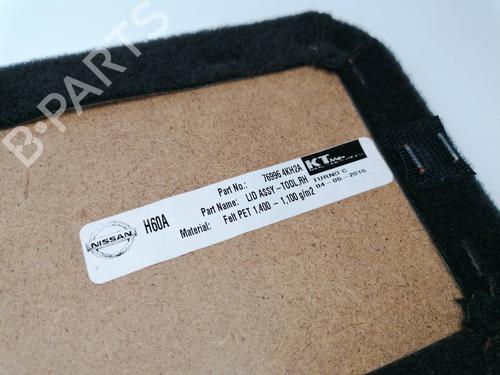 B-PARTS
NISSAN
H60A
Part No.: 76996 4KH2A
Part Name: LID ASSY-TOOL,RH
Material: Felt PET 1,400 - 1,100 g/m2
KT
TURNO C
04-05-2015